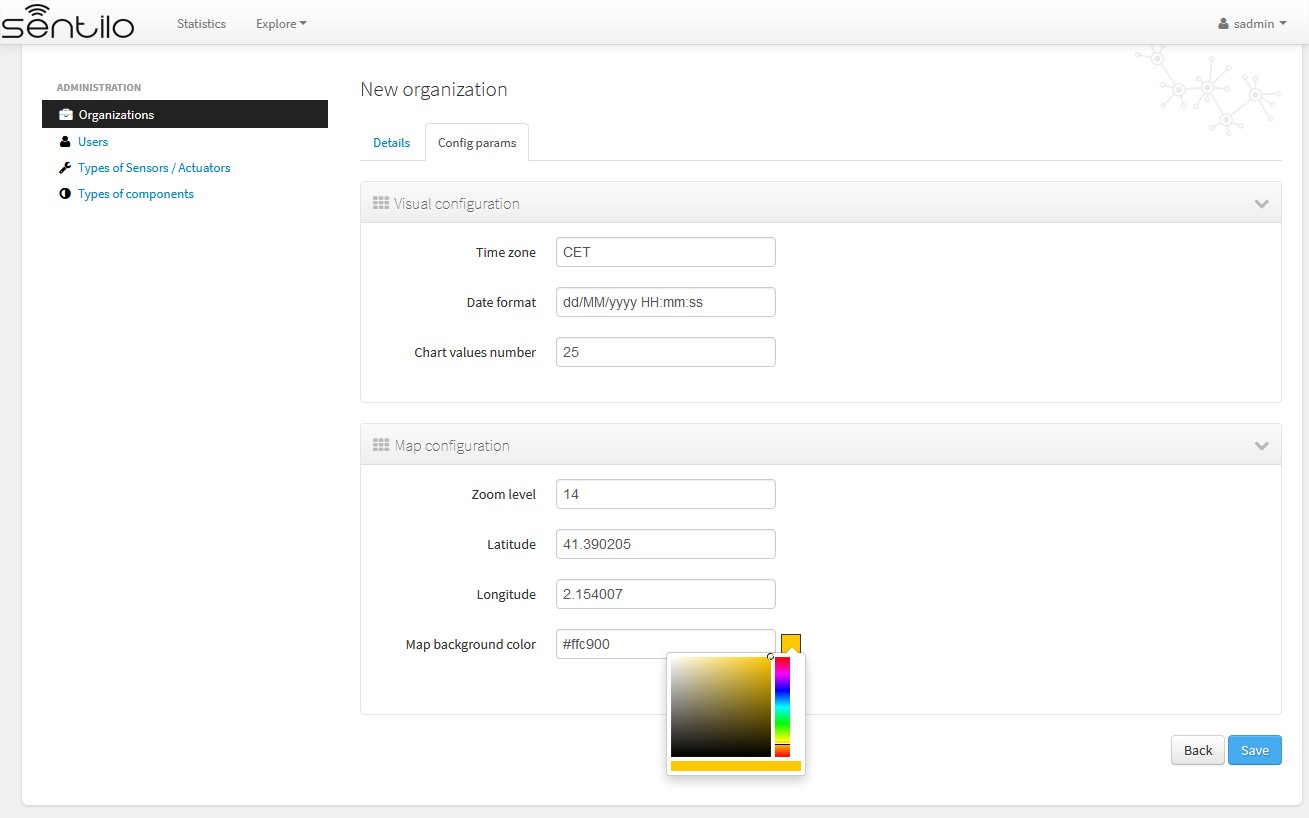 sentilo Statistics Explore sadmin
ADMINISTRATION
Organizations
Users
Types of Sensors / Actuators
Types of components
New organization
Details Config params
Visual configuration
Time zone CET
Date format dd/MM/yyyy HH:mm:ss
Chart values number 25
Map configuration
Zoom level 14
Latitude 41.390205
Longitude 2.154007
Map background color #ffc900
Back Save